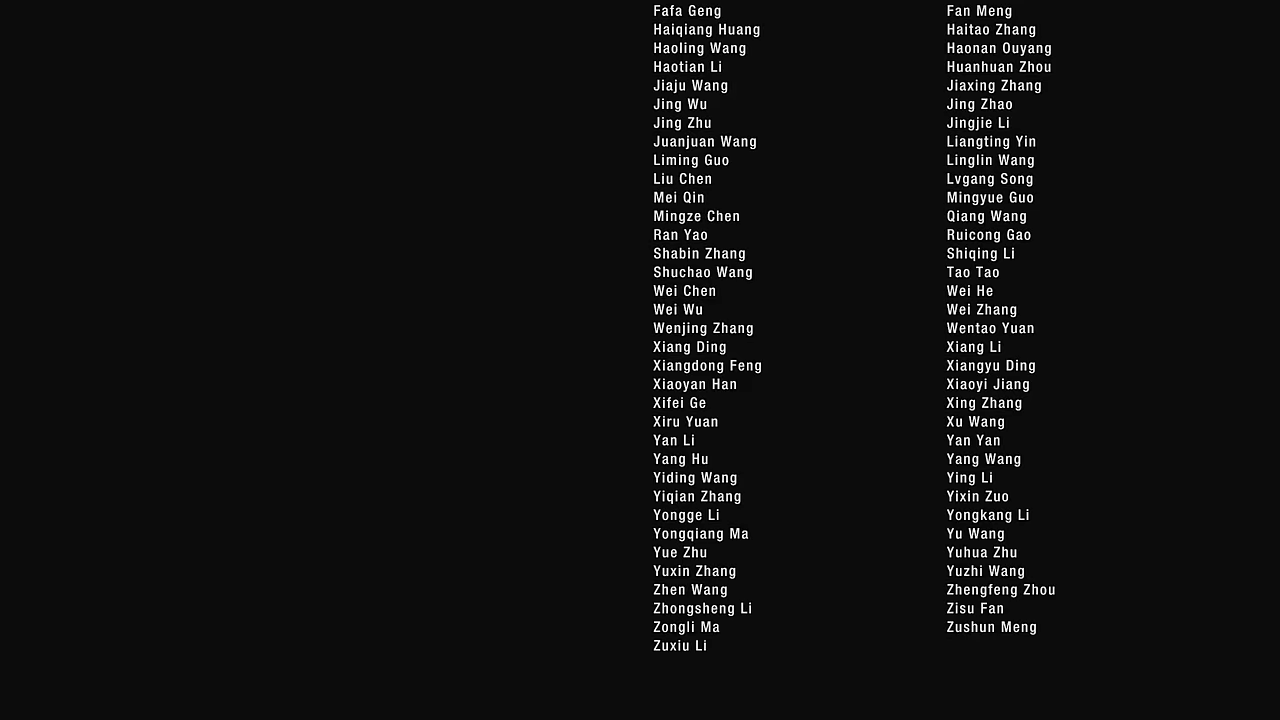 Fafa Geng Fan Meng
Haiqiang Huang Haitao Zhang
Haoling Wang Haonan Ouyang
Haotian Li Huanhuan Zhou
Jiaju Wang Jiaxing Zhang
Jing Wu Jing Zhao
Jing Zhu Jingjie Li
Juanjuan Wang Liangting Yin
Liming Guo Linglin Wang
Liu Chen Lvgang Song
Mei Qin Mingyue Guo
Mingze Chen Qiang Wang
Ran Yao Ruicong Gao
Shabin Zhang Shiqing Li
Shuchao Wang Tao Tao
Wei Chen Wei He
Wei Wu Wei Zhang
Wenjing Zhang Wentao Yuan
Xiang Ding Xiang Li
Xiangdong Feng Xiangyu Ding
Xiaoyan Han Xiaoyi Jiang
Xifei Ge Xing Zhang
Xiru Yuan Xu Wang
Yan Li Yan Yan
Yang Hu Yang Wang
Yiding Wang Ying Li
Yiqian Zhang Yixin Zuo
Yongge Li Yongkang Li
Yongqiang Ma Yu Wang
Yue Zhu Yuhua Zhu
Yuxin Zhang Yuzhi Wang
Zhen Wang Zhengfeng Zhou
Zhongsheng Li Zisu Fan
Zongli Ma Zushun Meng
Zuxiu Li